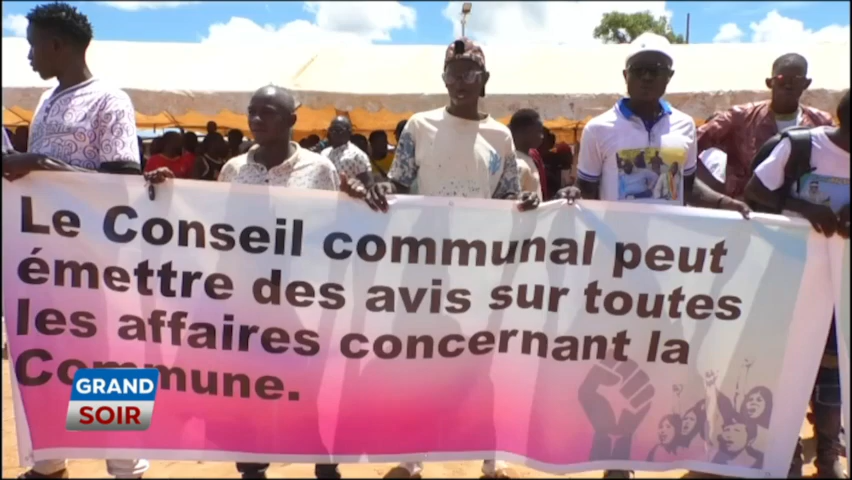 Le Conseil communal peut
émettre des avis sur toutes
les affaires concernant la
Commune.
GRAND
SOIR